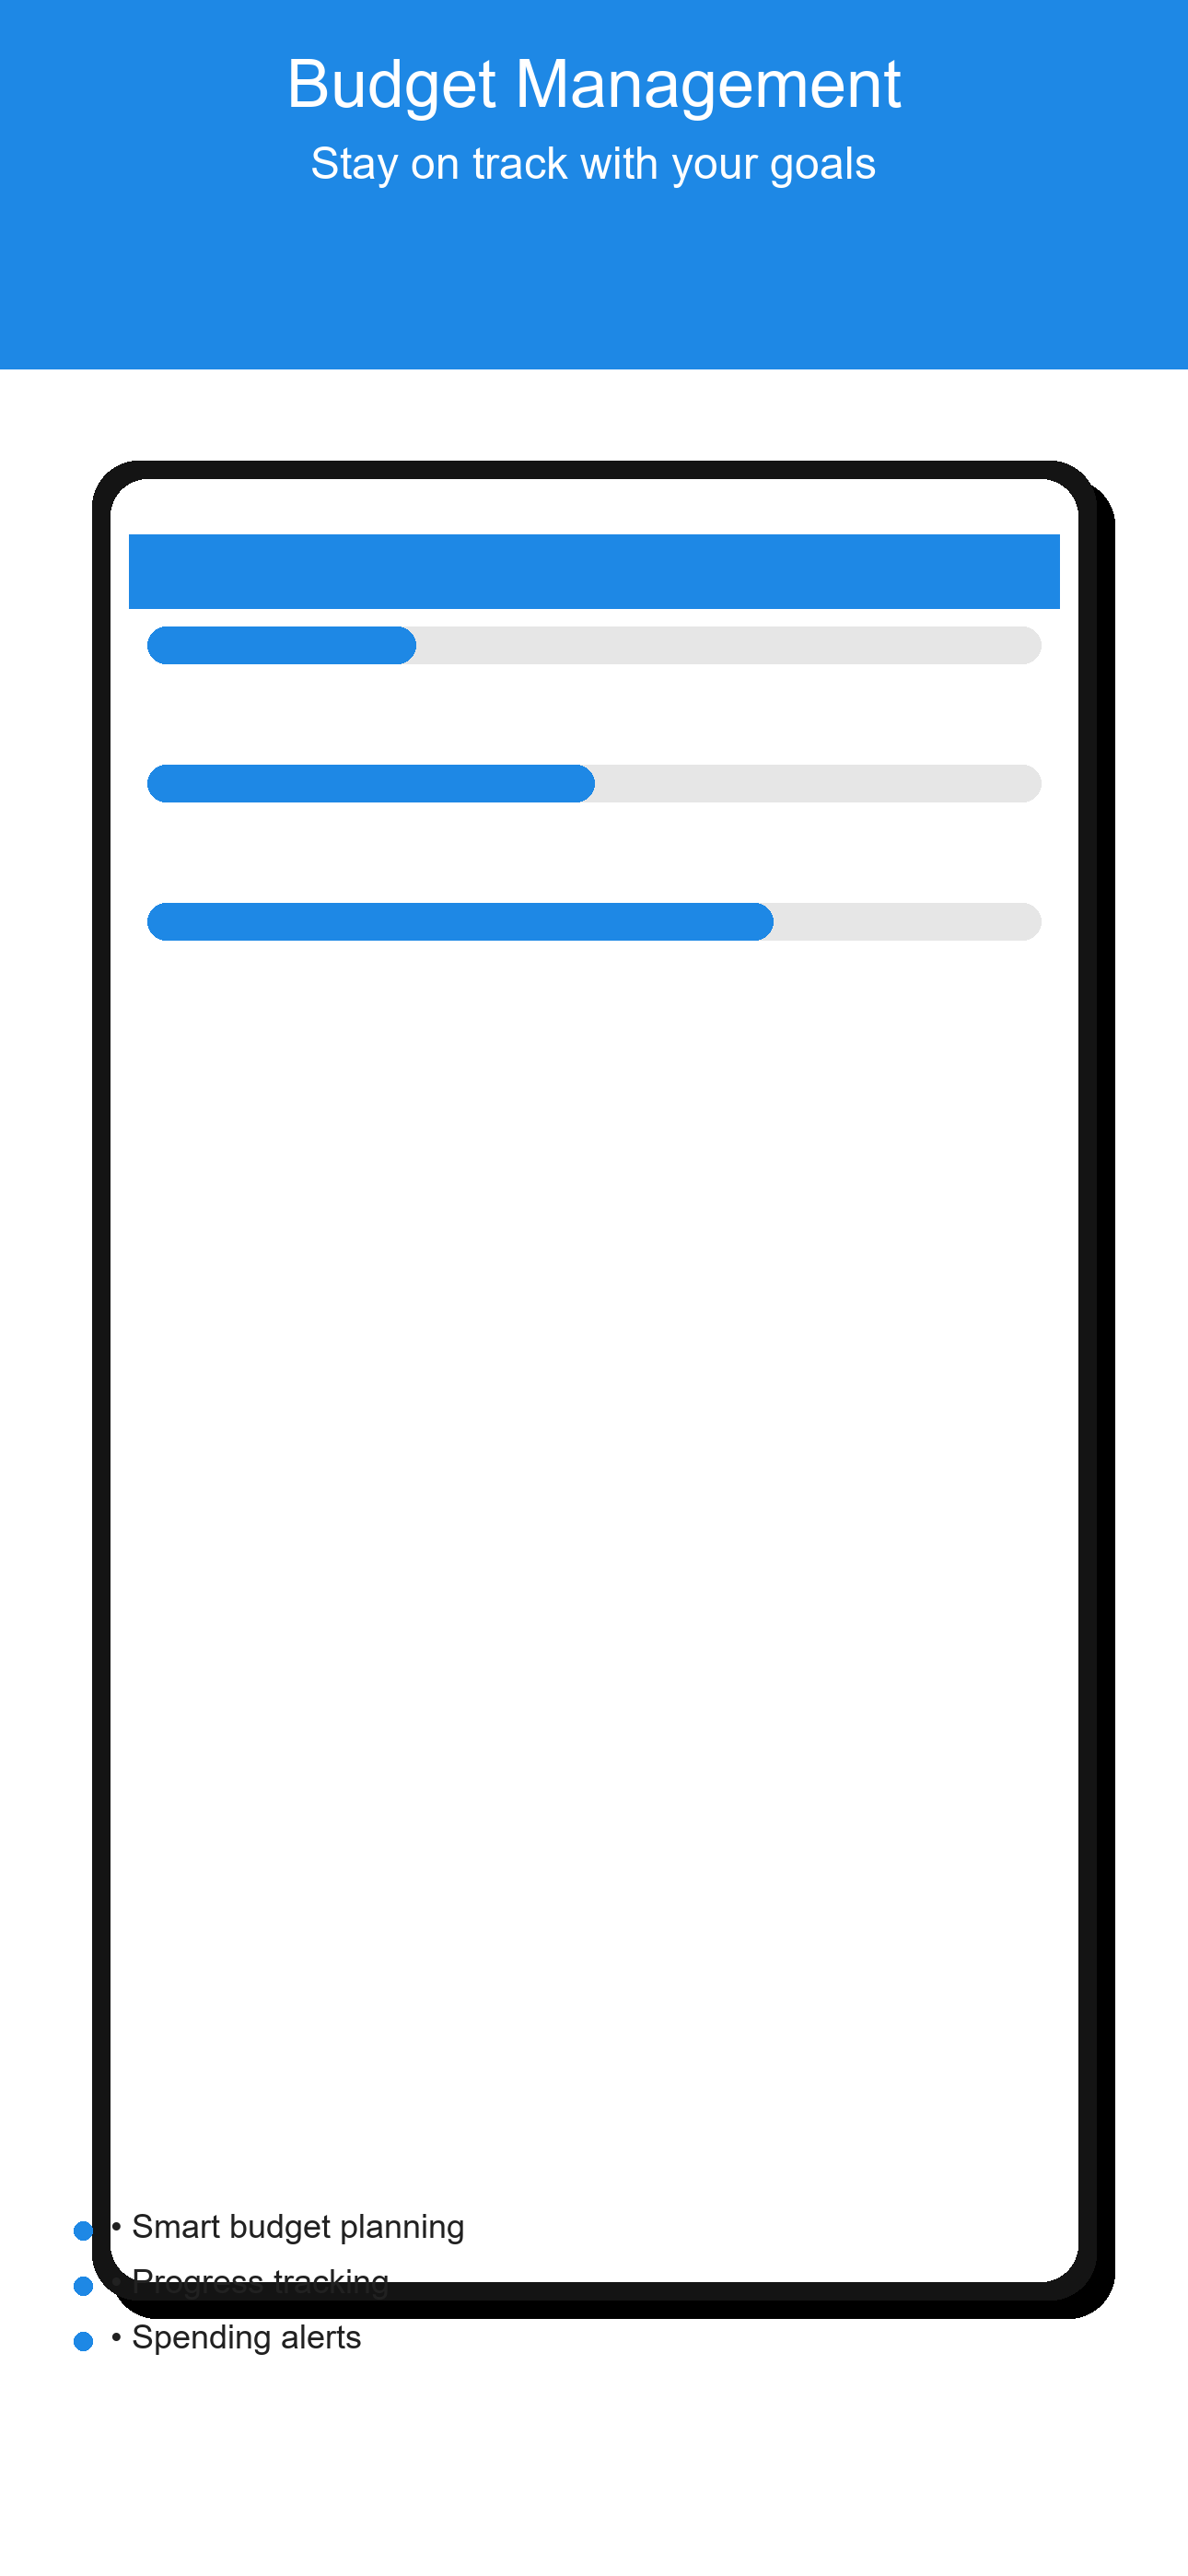 Budget Management
Stay on track with your goals
• Smart budget planning
• Progress tracking
• Spending alerts